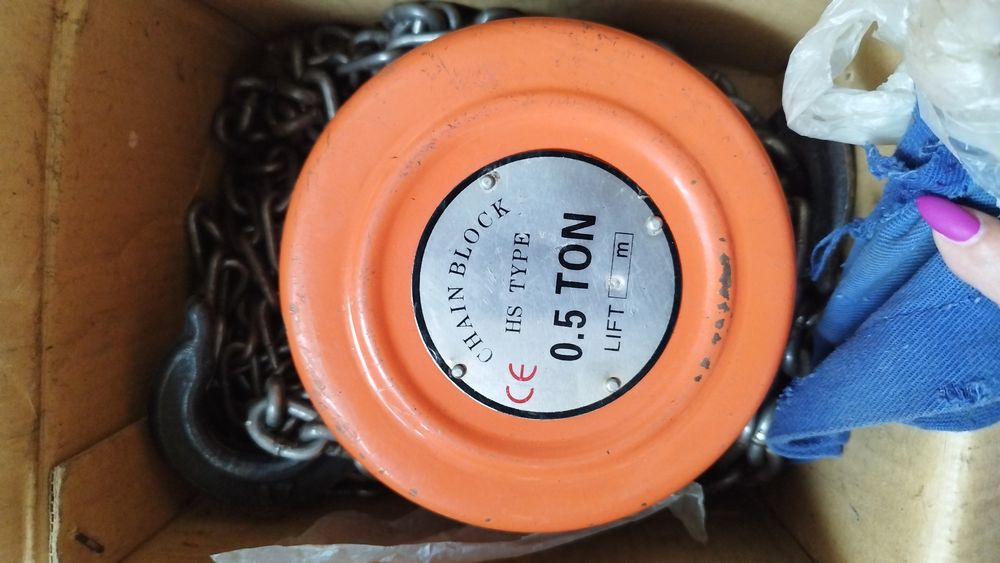 CHAIN BLOCK
HS TYPE
0.5 TON
LIFT m
CE